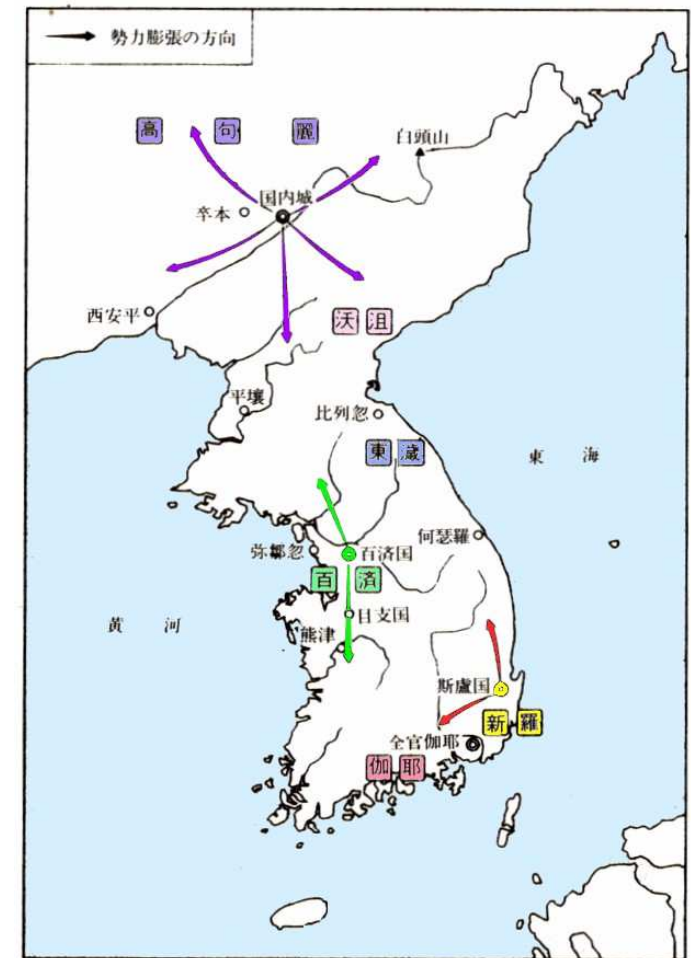 勢力膨張の方向
高句麗
白頭山
国内城
卒本
西安平
沃沮
平壤
比列忽
東濊
東海
何瑟羅
弥鄒忽
百済国
百済
目支国
黄河
熊津
斯盧国
新羅
全官伽耶
伽耶